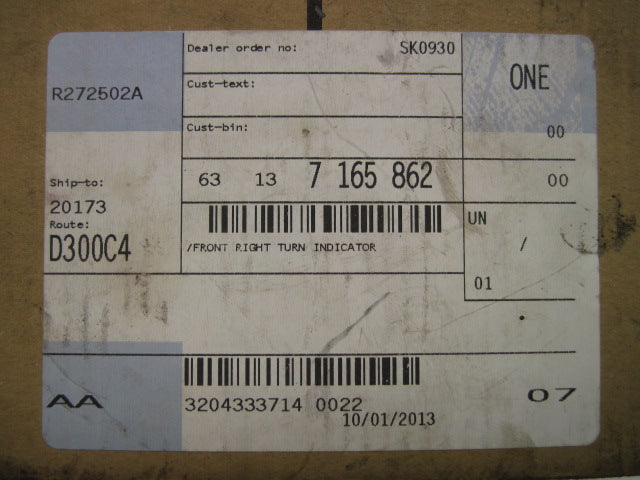 Dealer order no: SK0930
ONE
R272502A
Cust-text:
Cust-bin:
00
Ship-to:
63 13 7 165 862
00
20173
Route:
D300C4
UN
/
/FRONT RIGHT TURN INDICATOR
01
AA
07
3204333714 0022
10/01/2013